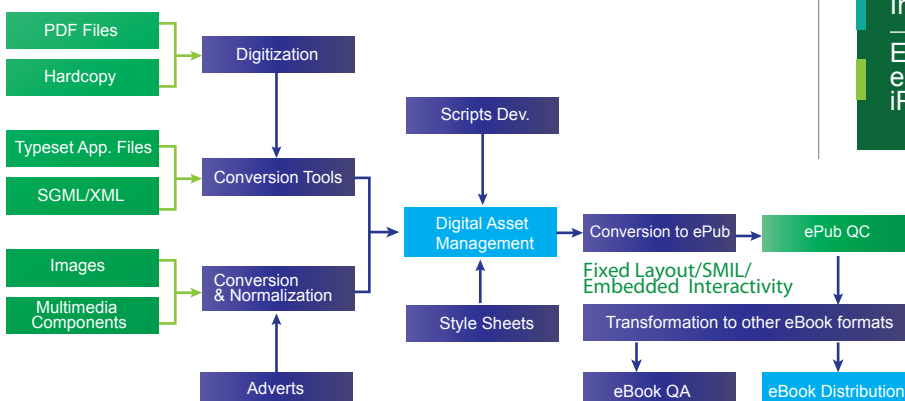 PDF Files
Hardcopy
Digitization
Typeset App. Files
SGML/XML
Conversion Tools
Images
Multimedia
Components
Conversion
& Normalization
Adverts
Scripts Dev.
Digital Asset
Management
Style Sheets
Conversion to ePub
ePub QC
Fixed Layout/SMIL/
Embedded Interactivity
Transformation to other eBook formats
eBook QA
eBook Distribution